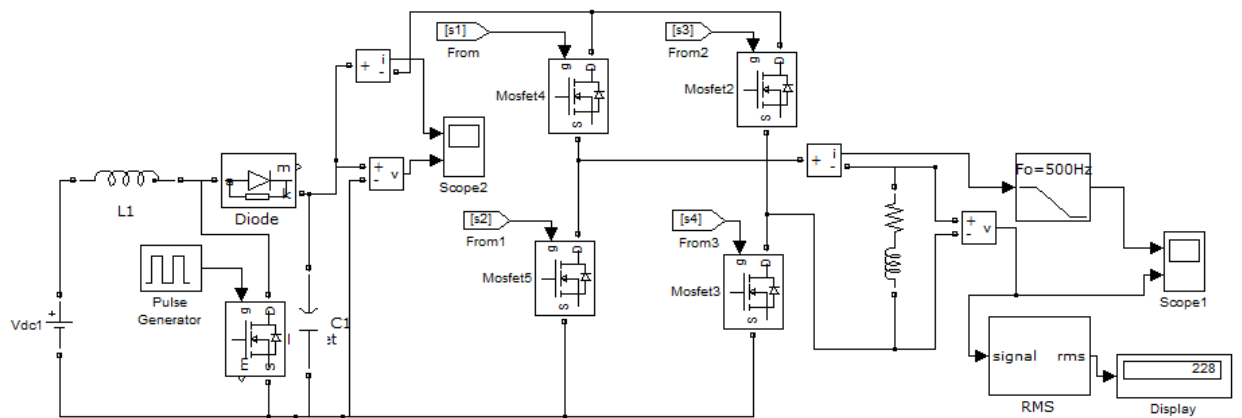 [s1]
From
[s3]
From2
i
+
-
g
D
S
Mosfet4
g
D
S
Mosfet2
m
a
k
Diode
L1
+
-
v
Scope2
+
i
-
Fo=500Hz
[s2]
From1
[s4]
From3
g
D
S
Mosfet5
g
D
S
Mosfet3
+
-
v
Scope1
Pulse
Generator
g
D
m
S
C1
et
Vdc1
signal
rms
RMS
228
Display